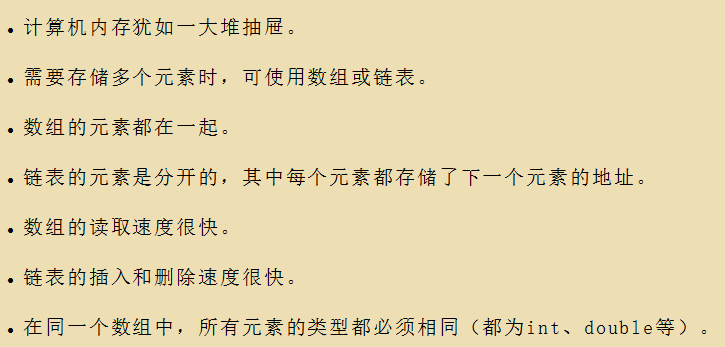 • 计算机内存犹如一大堆抽屉。
• 需要存储多个元素时，可使用数组或链表。
• 数组的元素都在一起。
• 链表的元素是分开的，其中每个元素都存储了下一个元素的地址。
• 数组的读取速度很快。
• 链表的插入和删除速度很快。
• 在同一个数组中，所有元素的类型都必须相同（都为int、double等）。